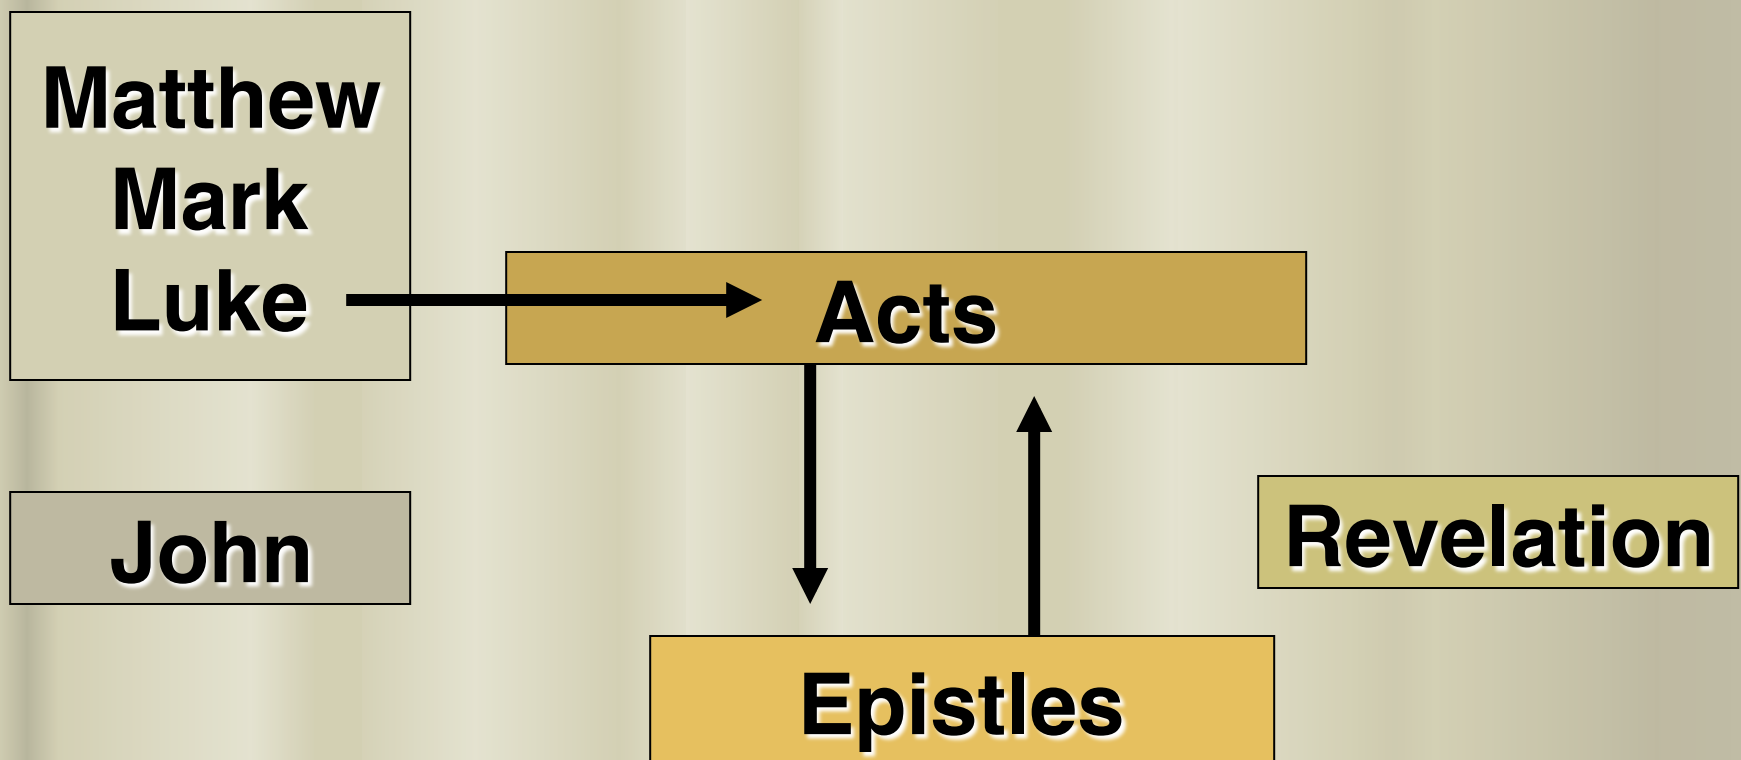 Matthew
Mark
Luke
Acts
John
Revelation
Epistles